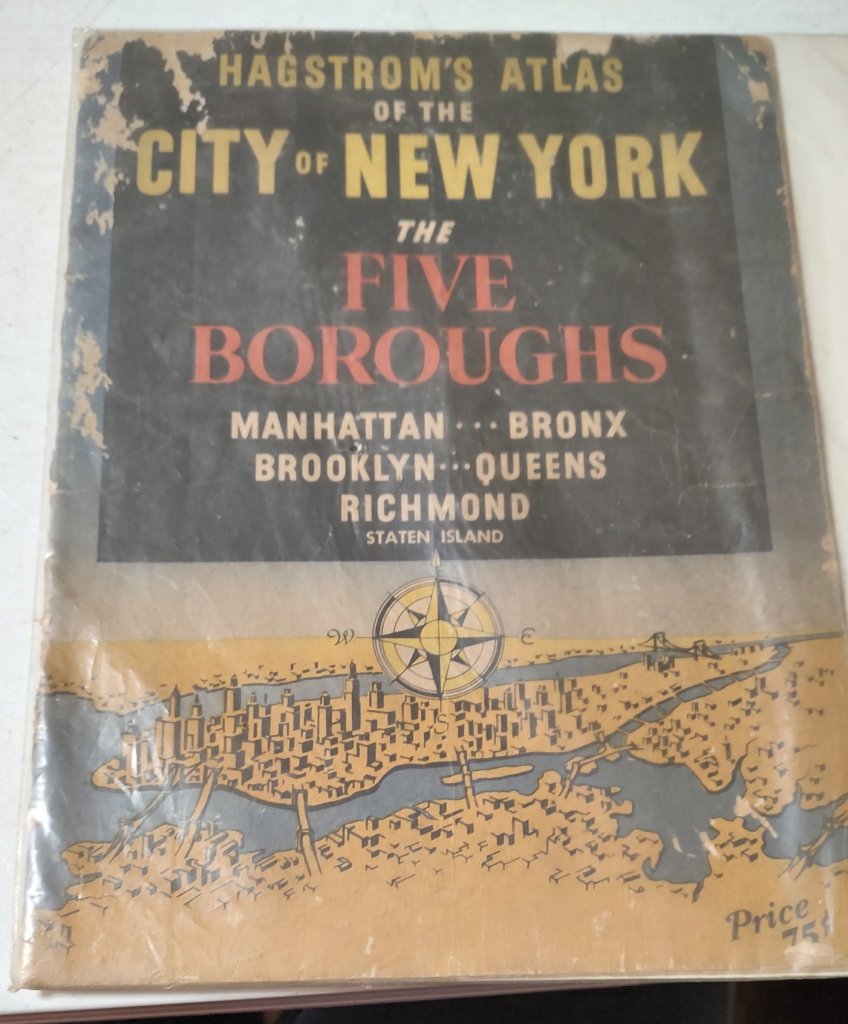 HAGSTROM'S ATLAS
OF THE
CITY OF NEW YORK
THE
FIVE
BOROUGHS
MANHATTAN ··· BRONX
BROOKLYN ··· QUEENS
RICHMOND
STATEN ISLAND
W E
S
Price
75¢